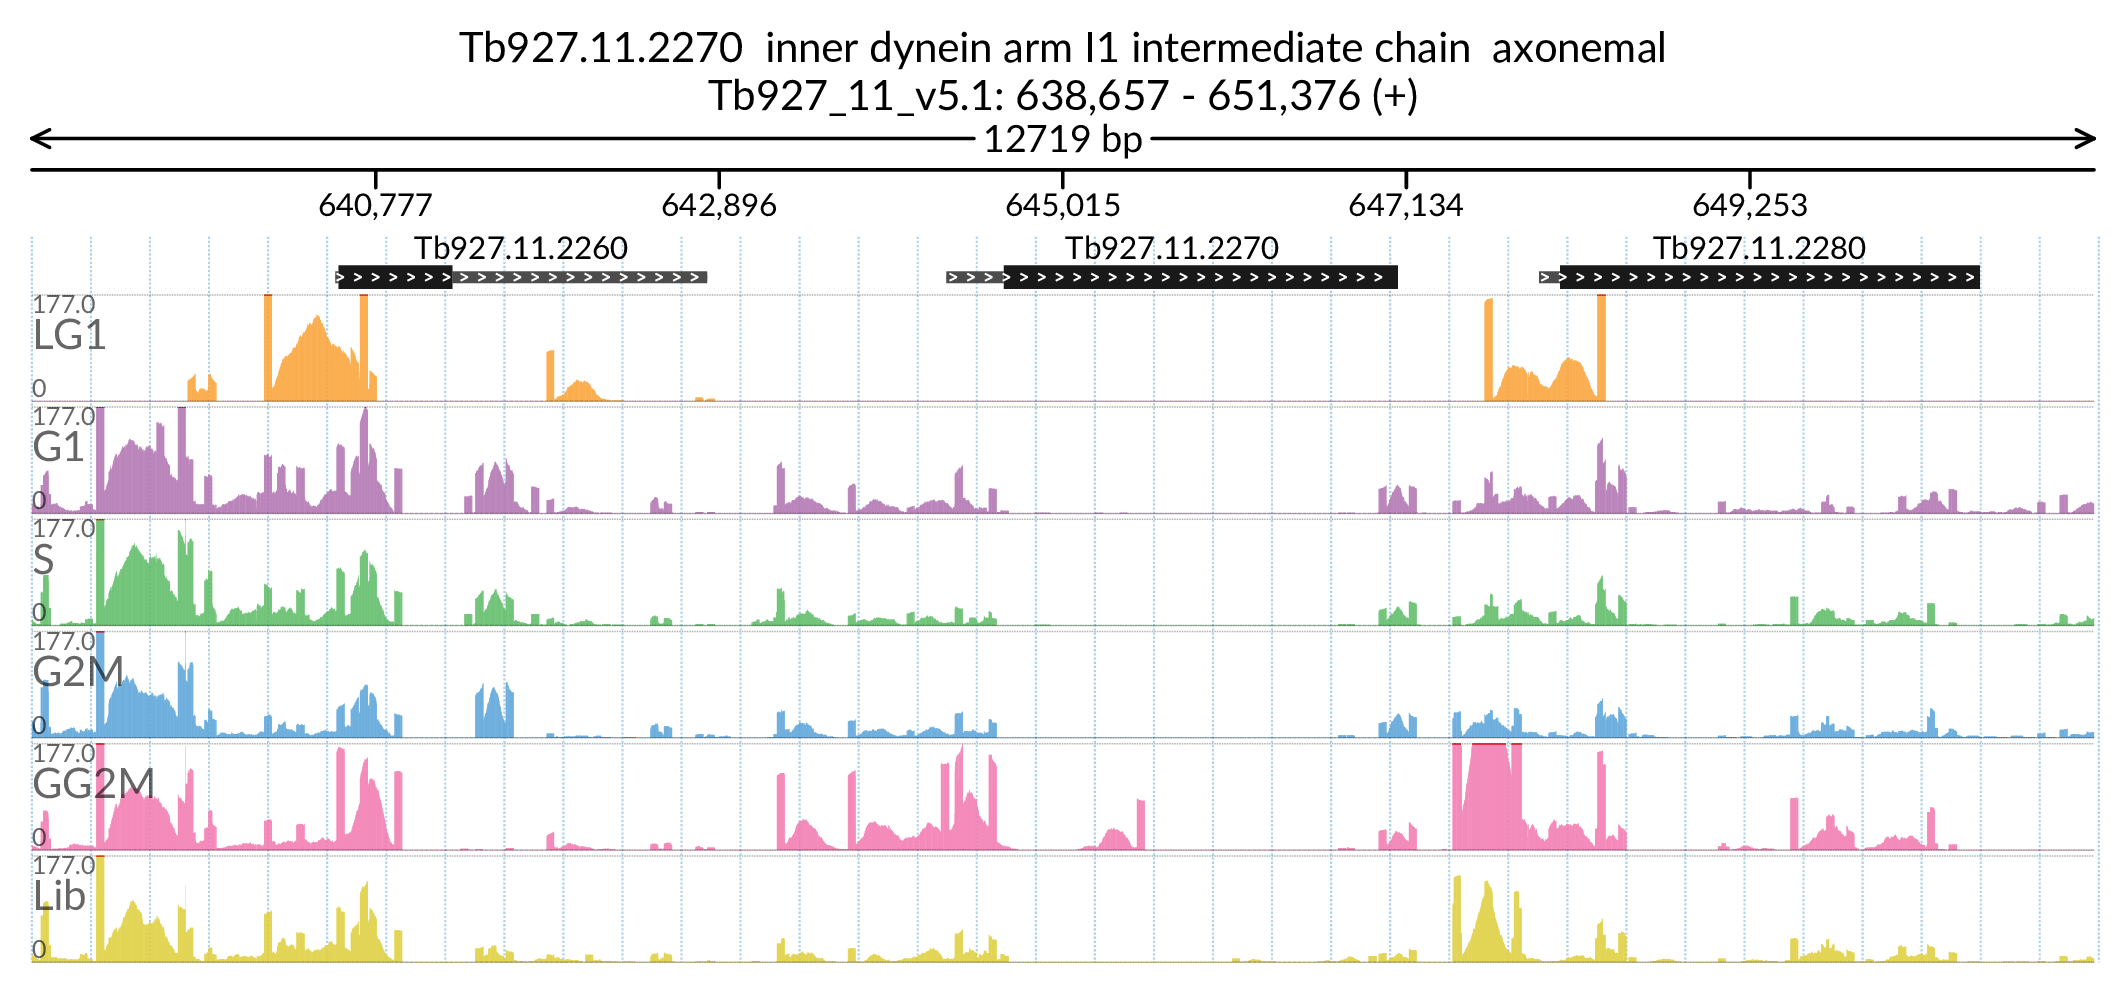 Tb927.11.2270  inner dynein arm I1 intermediate chain  axonemal
Tb927_11_v5.1: 638,657 - 651,376 (+)
12719 bp
640,777 642,896 645,015 647,134 649,253
Tb927.11.2260 Tb927.11.2270 Tb927.11.2280
177.0
LG1
0
177.0
G1
0
177.0
S
0
177.0
G2M
0
177.0
GG2M
0
177.0
Lib
0